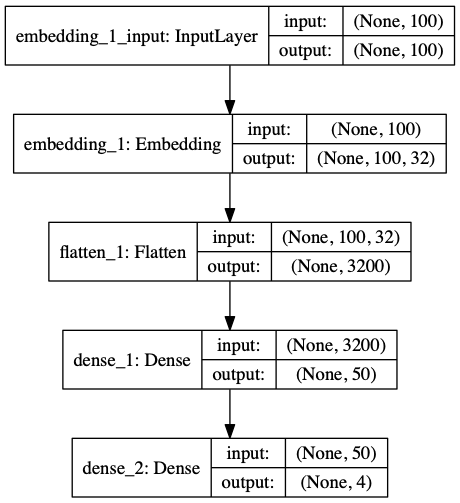 embedding_1_input: InputLayer
input: (None, 100)
output: (None, 100)
embedding_1: Embedding
input: (None, 100)
output: (None, 100, 32)
flatten_1: Flatten
input: (None, 100, 32)
output: (None, 3200)
dense_1: Dense
input: (None, 3200)
output: (None, 50)
dense_2: Dense
input: (None, 50)
output: (None, 4)